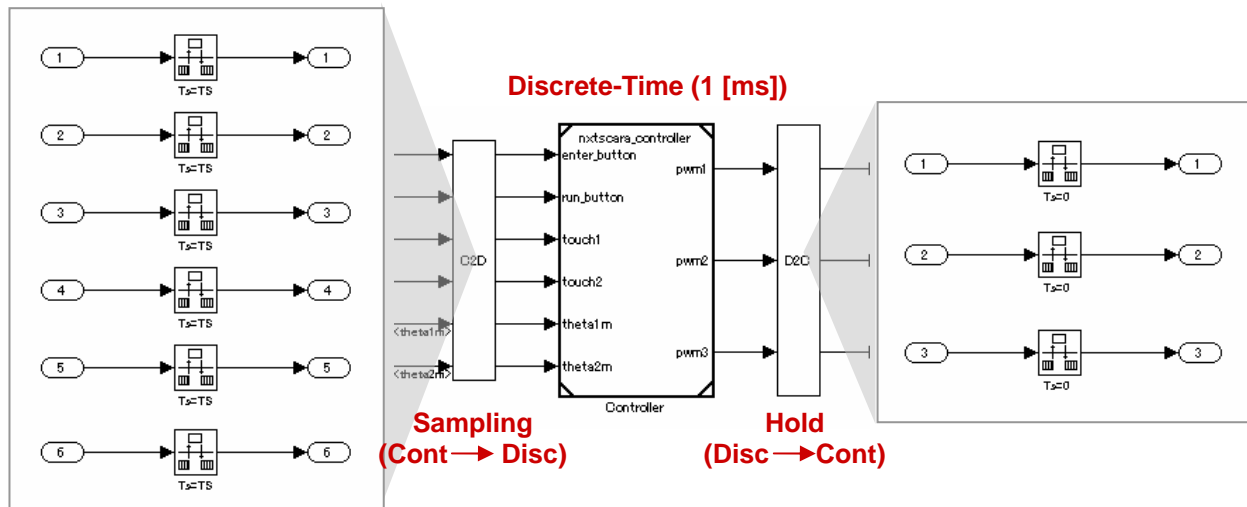 1 1
Ts=TS
2 2
Ts=TS
3 3
Ts=TS
4 4
Ts=TS
5 5
Ts=TS
6 6
Ts=TS
Discrete-Time (1 [ms])
<theta1m>
<theta2m>
C2D
nxtscara_controller
enter_button
run_button
touch1
touch2
theta1m
theta2m
pwm1
pwm2
pwm3
Controller
D2C
Sampling
(Cont → Disc)
Hold
(Disc → Cont)
1 1
Ts=0
2 2
Ts=0
3 3
Ts=0